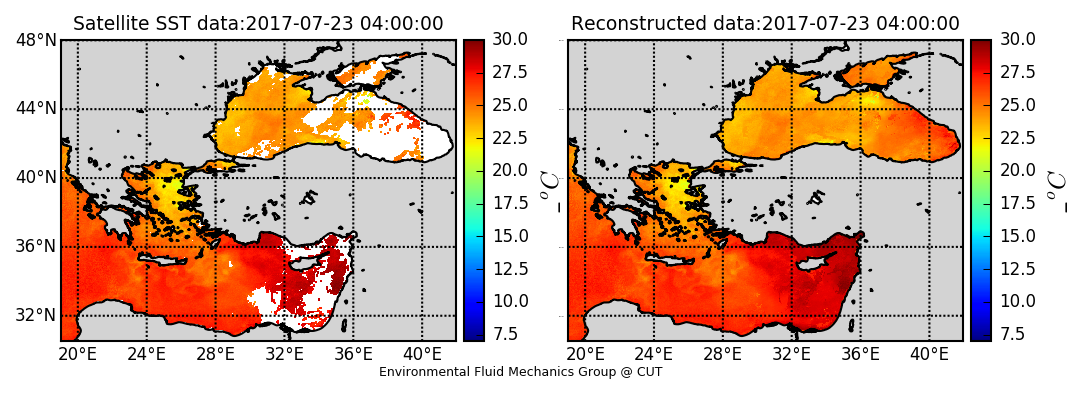 Satellite SST data:2017-07-23 04:00:00
48°N
44°N
40°N
36°N
32°N
20°E 24°E 28°E 32°E 36°E 40°E
30.0
27.5
25.0
22.5
20.0
17.5
15.0
12.5
10.0
7.5
_ °C
Reconstructed data:2017-07-23 04:00:00
20°E 24°E 28°E 32°E 36°E 40°E
30.0
27.5
25.0
22.5
20.0
17.5
15.0
12.5
10.0
7.5
_ °C
Environmental Fluid Mechanics Group @ CUT